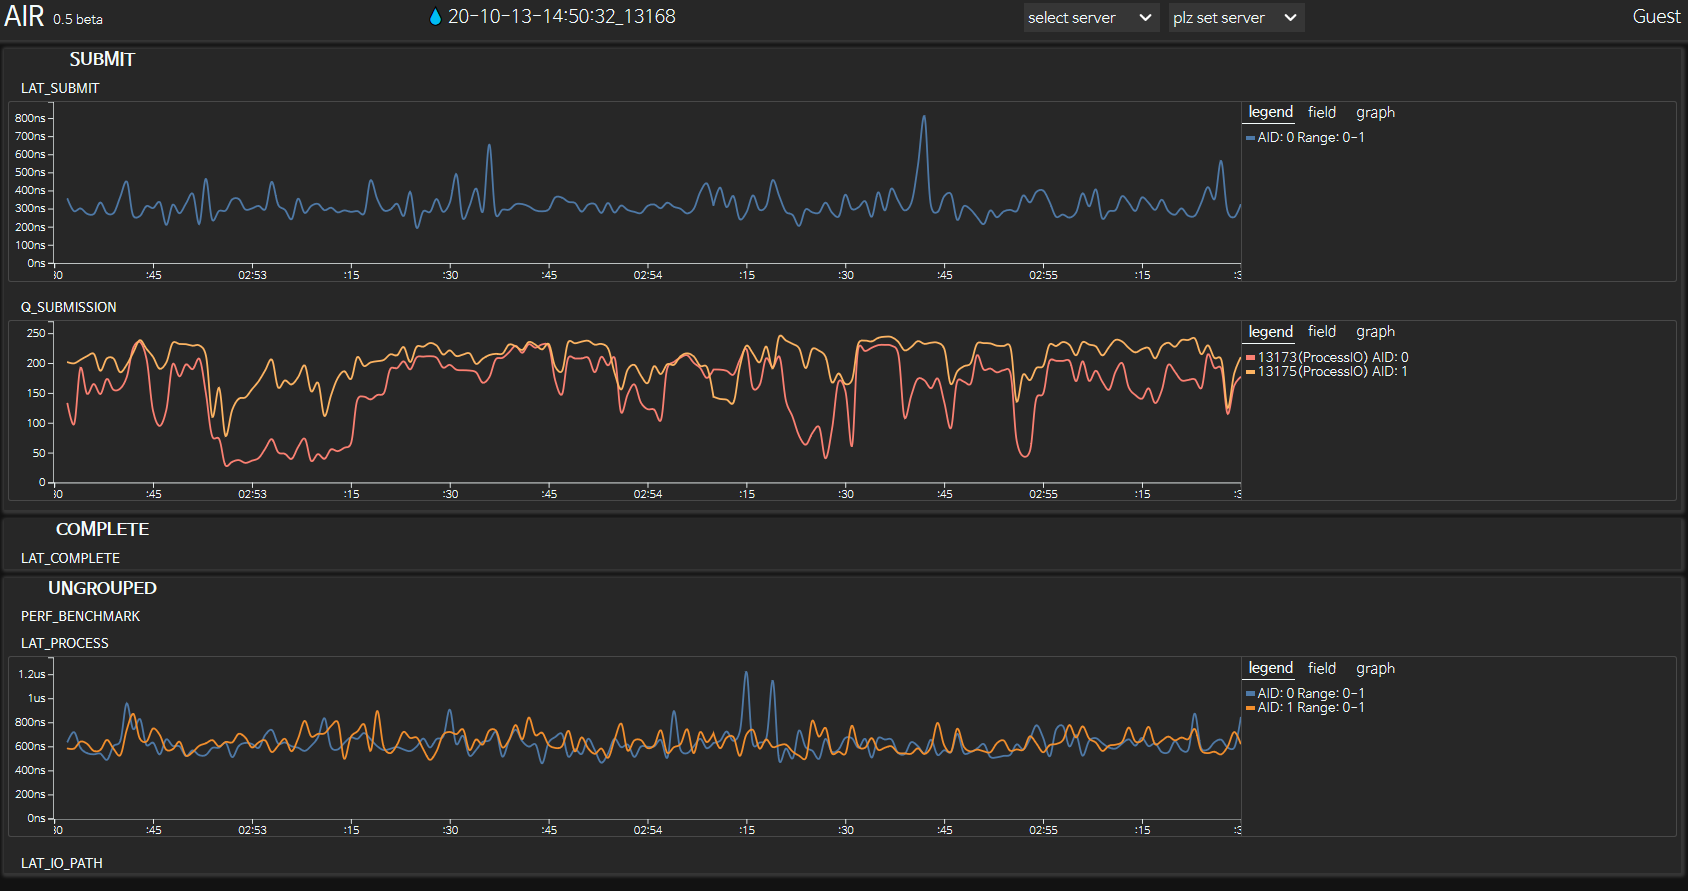 AIR 0.5 beta
20-10-13-14:50:32_13168
select server
plz set server
Guest
SUBMIT
LAT_SUBMIT
800ns
700ns
600ns
500ns
400ns
300ns
200ns
100ns
0ns
:30 :45 02:53 :15 :30 :45 02:54 :15 :30 :45 02:55 :15 :3
legend field graph
AID: 0 Range: 0-1
Q_SUBMISSION
250
200
150
100
50
0
:30 :45 02:53 :15 :30 :45 02:54 :15 :30 :45 02:55 :15 :3
legend field graph
13173(ProcessIO) AID: 0
13175(ProcessIO) AID: 1
COMPLETE
LAT_COMPLETE
UNGROUPED
PERF_BENCHMARK
LAT_PROCESS
1.2us
1us
800ns
600ns
400ns
200ns
0ns
:30 :45 02:53 :15 :30 :45 02:54 :15 :30 :45 02:55 :15 :3
legend field graph
AID: 0 Range: 0-1
AID: 1 Range: 0-1
LAT_IO_PATH